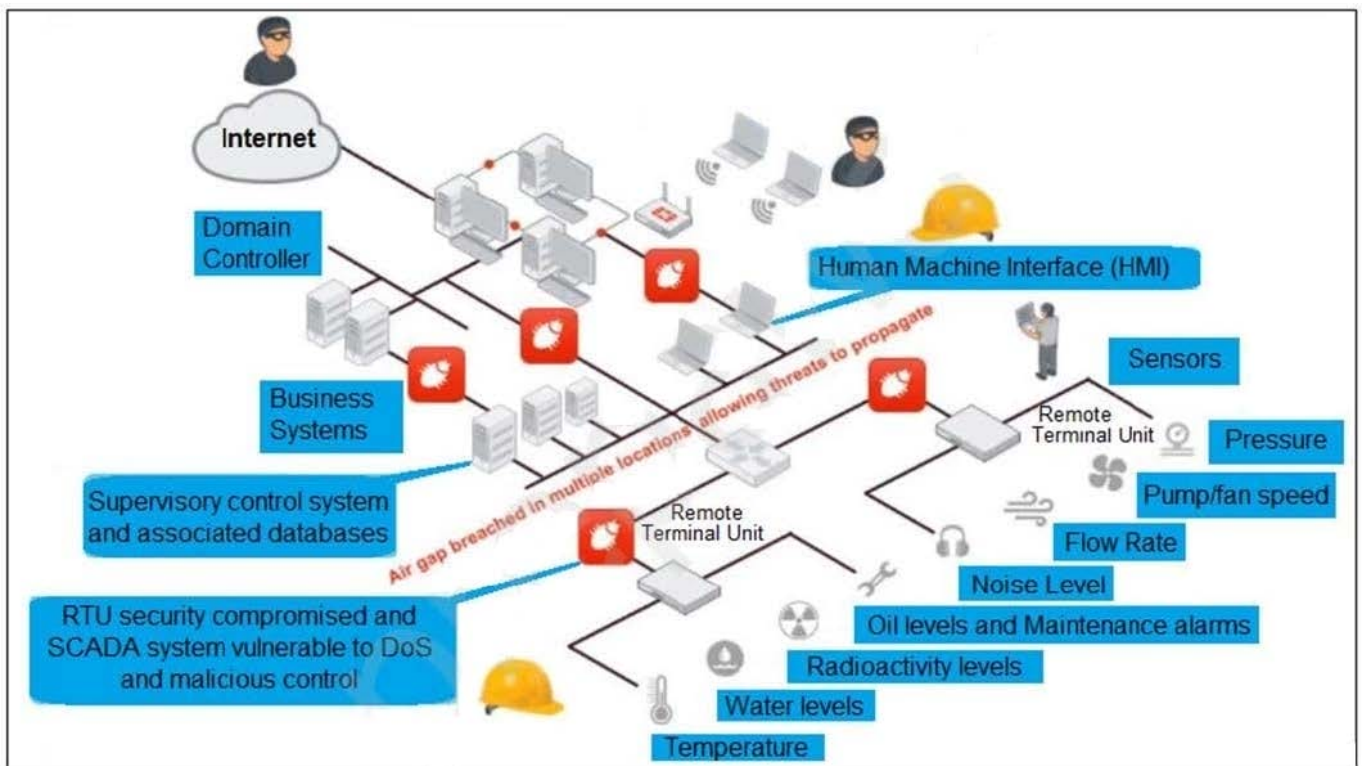 Internet
Domain
Controller
Human Machine Interface (HMI)
Business
Systems
Sensors
Remote
Terminal Unit
Pressure
Pump/fan speed
Flow Rate
Noise Level
Oil levels and Maintenance alarms
Radioactivity levels
Water levels
Temperature
Supervisory control system
and associated databases
Air gap breached in multiple locations' allowing threats to propagate
Remote
Terminal Unit
RTU security compromised and
SCADA system vulnerable to DoS
and malicious control